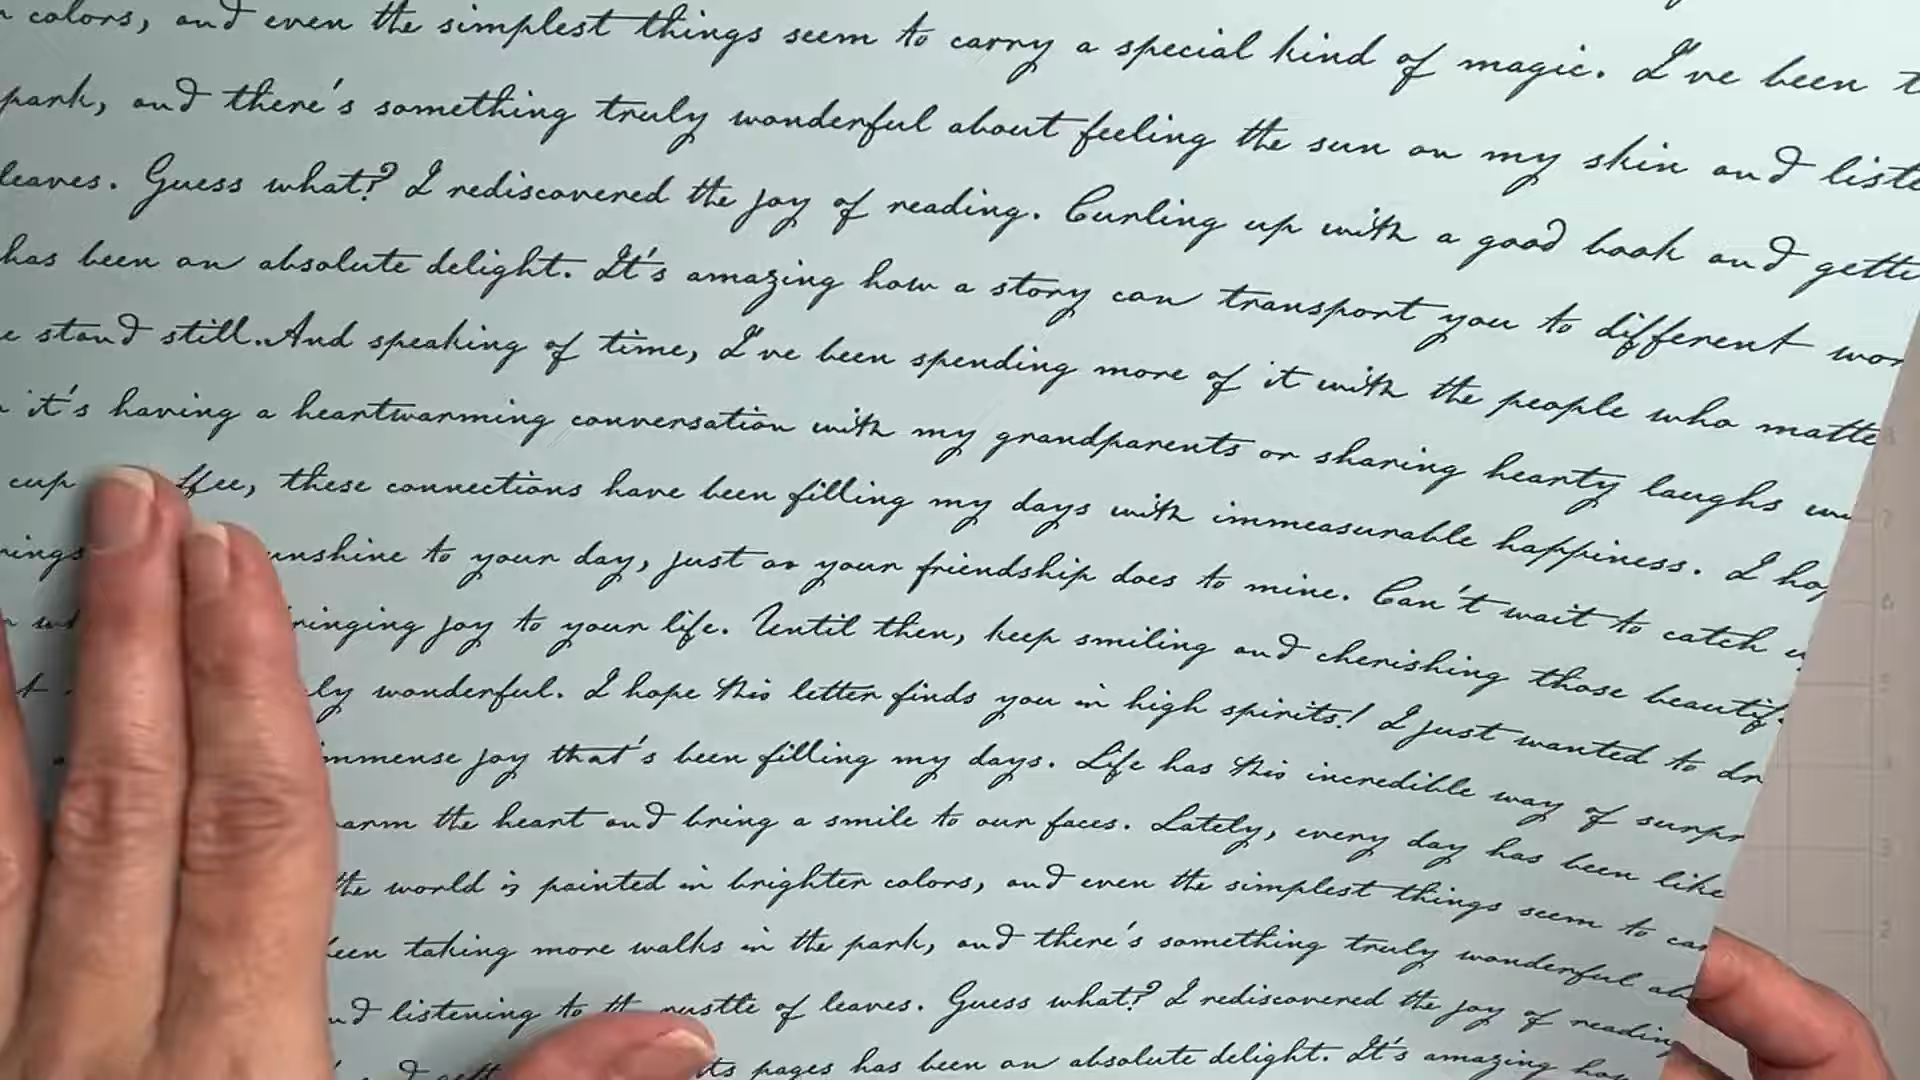 colors, and even the simplest things seem to carry a special kind of magic. I've been
park, and there's something truly wonderful about feeling the sun on my skin and
leaves. Guess what? I rediscovered the joy of reading. Curling up with a good book and
has been an absolute delight. It's amazing how a story can transport you to different
stand still. And speaking of time, I've been spending more of it with the people who
it's having a heartwarming conversation with my grandparents or sharing hearty laughs
cup ffee, these connections have been filling my days with immeasurable happiness. I
unshine to your day, just as your friendship does to mine. Can't wait to catch
ringing joy to your life. Until then, keep smiling and cherishing those
ly wonderful. I hope this letter finds you in high spirits! I just wanted to
mmense joy that's been filling my days. Life has this incredible way of
arm the heart and bring a smile to our faces. Lately, every day has been like
the world is painted in brighter colors, and even the simplest things seem to
een taking more walks in the park, and there's something truly wonderful
nd listening to rustle of leaves. Guess what? I rediscovered the joy of reading
pages has been an absolute delight. It's amazing